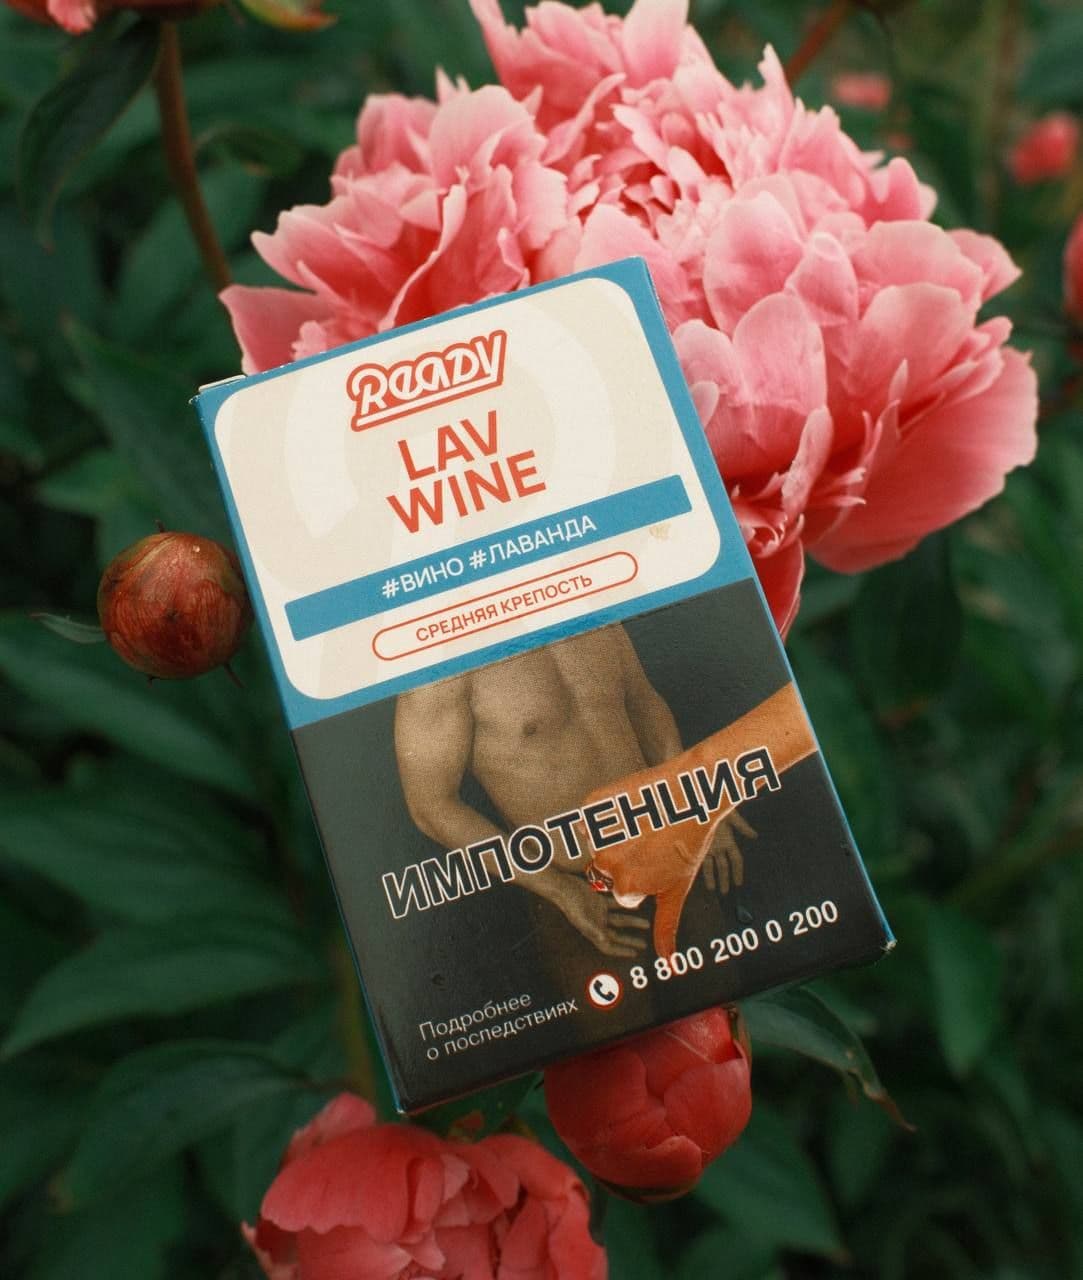 READY
LAV
WINE
#ВИНО #ЛАВАНДА
СРЕДНЯЯ КРЕПОСТЬ
ИМПОТЕНЦИЯ
8 800 200 0 200
Подробнее
о последствиях